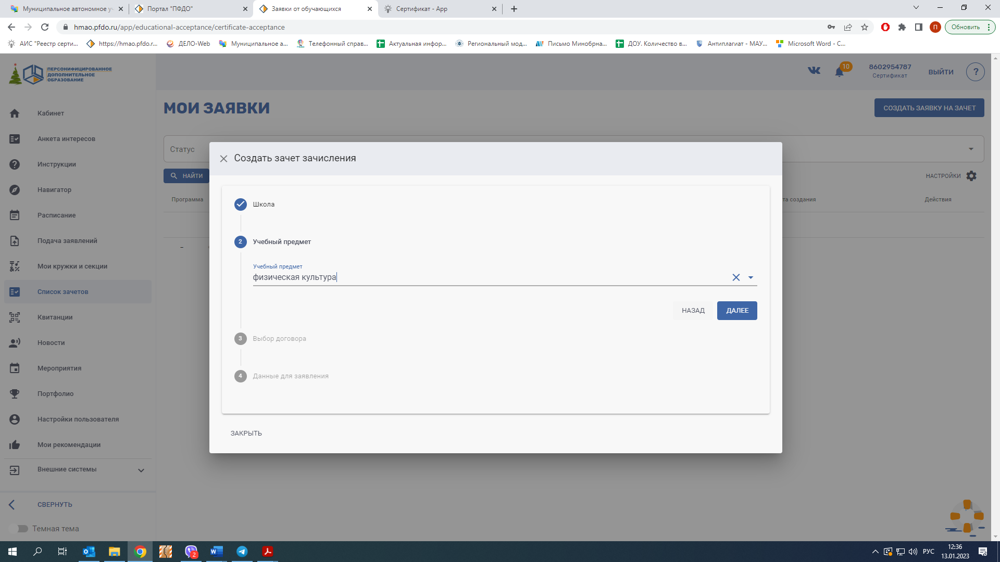 Муниципальное автономное уч
Портал "ПФДО"
Заявки от обучающихся
Сертификат - App
hmao.pfdo.ru/app/educational-acceptance/certificate-acceptance
П
Обновить
АИС "Реестр серти...
https://hmao.pfdo.r...
ДЕЛО-Web
Муниципальное а...
Телефонный справ...
Актуальная инфор...
Региональный мод...
Письмо Минобрна...
ДОУ. Количество в...
Антиплагиат - МАУ...
Microsoft Word - С...
ПЕРСОНИФИЦИРОВАННОЕ
ДОПОЛНИТЕЛЬНОЕ
ОБРАЗОВАНИЕ
10
8602954787
Сертификат
ВЫЙТИ
?
Кабинет
Анкета интересов
Инструкции
Навигатор
Расписание
Подача заявлений
Мои кружки и секции
Список зачетов
Квитанции
Новости
Мероприятия
Портфолио
Настройки пользователя
Мои рекомендации
Внешние системы
СВЕРНУТЬ
Темная тема
МОИ ЗАЯВКИ
СОЗДАТЬ ЗАЯВКУ НА ЗАЧЕТ
Статус
НАЙТИ
НАСТРОЙКИ
Программа
та создания
Действия
–
Создать зачет зачисления
Школа
2
Учебный предмет
Учебный предмет
физическая культура
НАЗАД
ДАЛЕЕ
3
Выбор договора
4
Данные для заявления
ЗАКРЫТЬ
2
РУС
12:36
13.01.2023